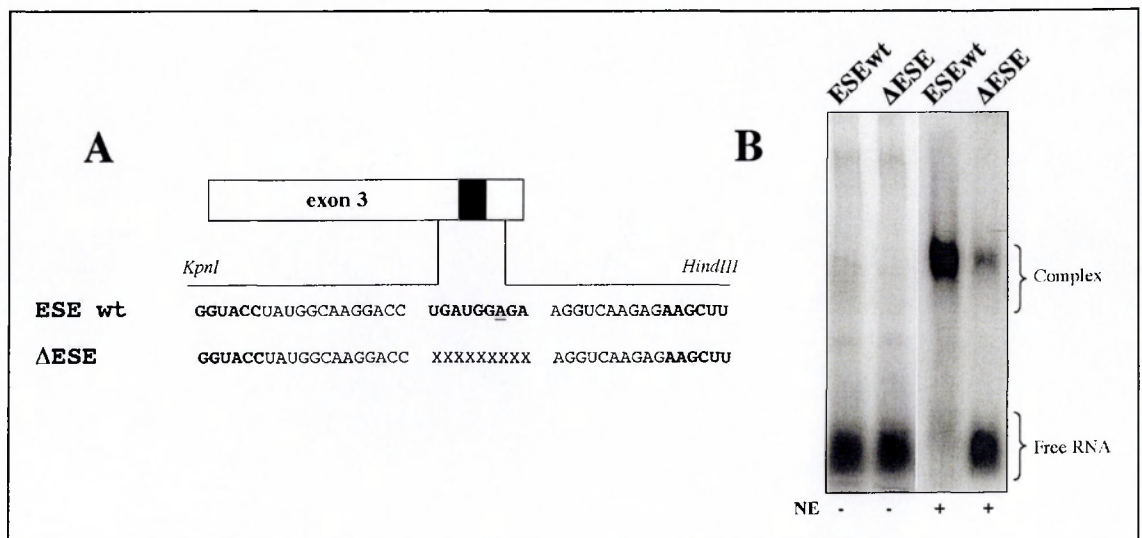 A
exon 3
KpnI HindIII
ESE wt GGUACCUAUGGCAAGGACC UGAUGGAGA AGGUCAAGAGAAGCUU
ΔESE GGUACCUAUGGCAAGGACC XXXXXXXXX AGGUCAAGAGAAGCUU
B
ESEwt ΔESE ESEwt ΔESE
Complex
Free RNA
NE - - + +